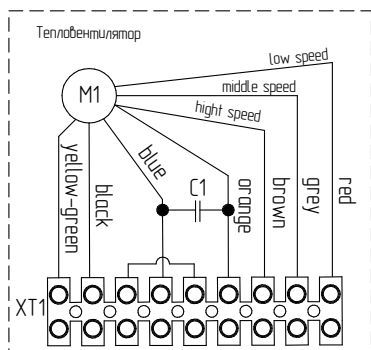 Тепловентилятор
low speed
M1
middle speed
hight speed
yellow-green
black
blue
C1
orange
brown
grey
red
XT1